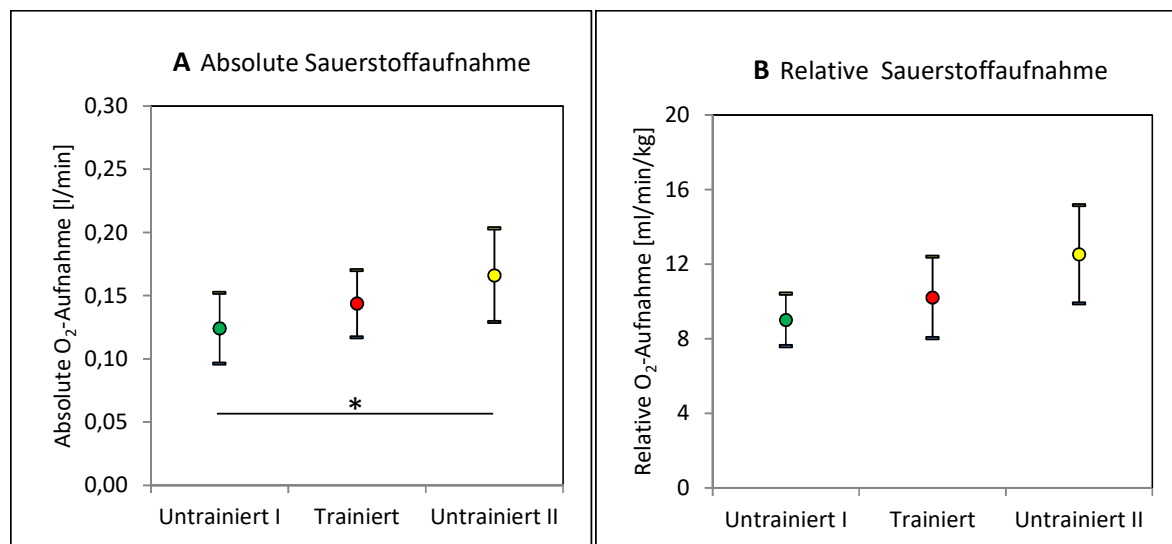 A Absolute Sauerstoffaufnahme
Absolute O₂-Aufnahme [l/min]
0,30
0,25
0,20
0,15
0,10
0,05
0,00
*
Untrainiert I Trainiert Untrainiert II
B Relative Sauerstoffaufnahme
Relative O₂-Aufnahme [ml/min/kg]
20
16
12
8
4
0
Untrainiert I Trainiert Untrainiert II